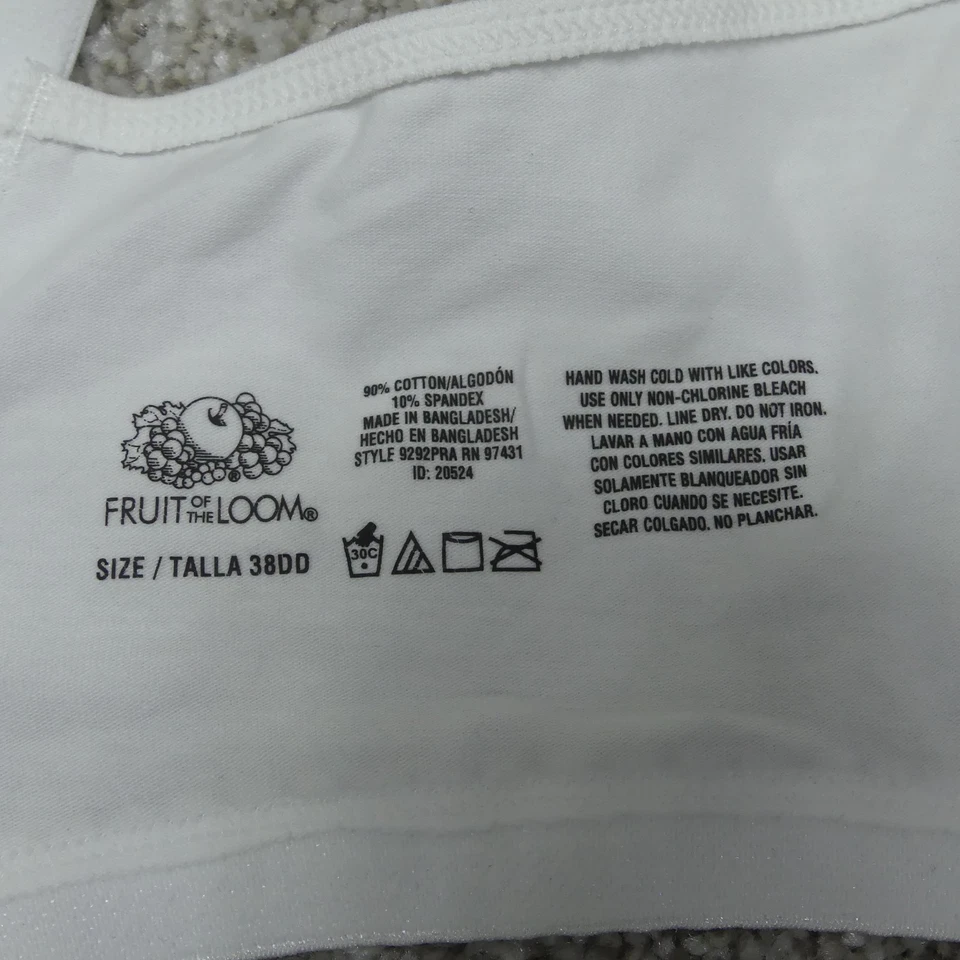 FRUIT OF THE LOOM®
SIZE / TALLA 38DD
90% COTTON/ALGODÓN
10% SPANDEX
MADE IN BANGLADESH/
HECHO EN BANGLADESH
STYLE 9292PRA RN 97431
ID: 20524
30C
HAND WASH COLD WITH LIKE COLORS.
USE ONLY NON-CHLORINE BLEACH
WHEN NEEDED. LINE DRY. DO NOT IRON.
LAVAR A MANO CON AGUA FRÍA
CON COLORES SIMILARES. USAR
SOLAMENTE BLANQUEADOR SIN
CLORO CUANDO SE NECESITE.
SECAR COLGADO. NO PLANCHAR.